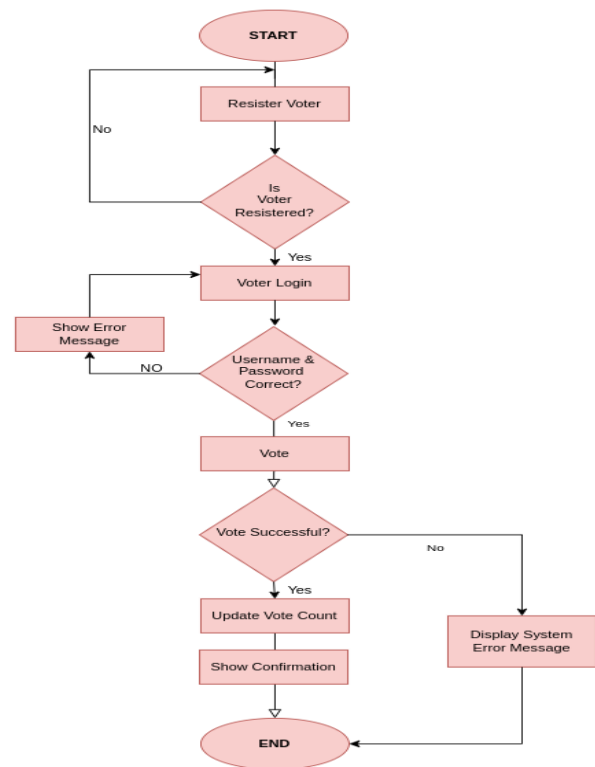 START
Resister Voter
No
Is
Voter
Resistered?
Yes
Voter Login
Show Error
Message
Username &
Password
Correct?
NO
Yes
Vote
Vote Successful?
No
Yes
Update Vote Count
Display System
Error Message
Show Confirmation
END